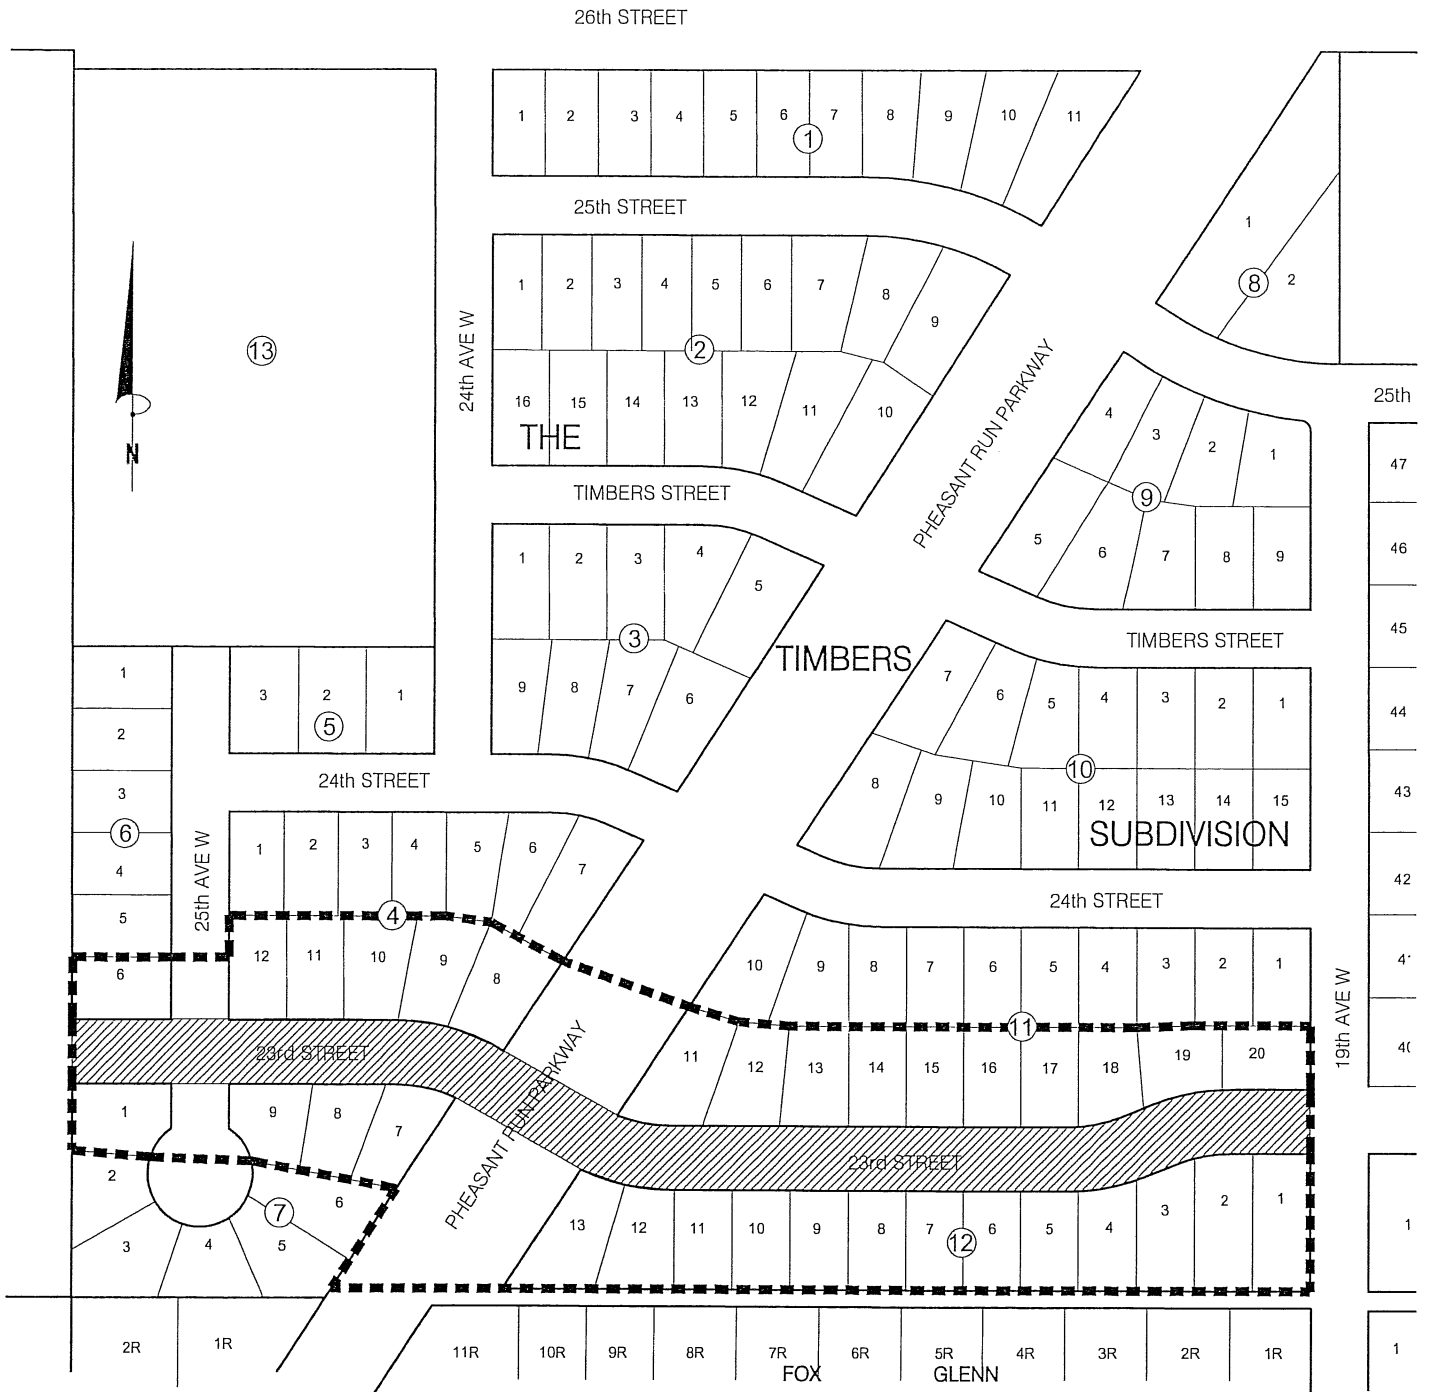 26th STREET
1 2 3 4 5 6 7 8 9 10 11
1
25th STREET
1 2
8
1 2 3 4 5 6 7 8 9
2
16 15 14 13 12 11 10
THE
24th AVE W
13
N
PHEASANT RUN PARKWAY
25th
4 3 2 1
9
5 6 7 8 9
47
46
45
44
43
42
TIMBERS STREET
1 2 3 4 5
3
9 8 7 6
TIMBERS
TIMBERS STREET
7 6 5 4 3 2 1
10
8 9 10 11 12 13 14 15
SUBDIVISION
1
2
3
6
4
5
6
3 2 1
5
24th STREET
25th AVE W
1 2 3 4 5 6 7
4
12 11 10 9 8
24th STREET
10 9 8 7 6 5 4 3 2 1
11
11 12 13 14 15 16 17 18 19 20
19th AVE W
23rd STREET
PHEASANT RUN PARKWAY
23rd STREET
1 9 8 7
2 6
7
3 4 5
13 12 11 10 9 8 7 6 5 4 3 2 1
12
1
2R 1R 11R 10R 9R 8R 7R 6R 5R 4R 3R 2R 1R
1
FOX GLENN